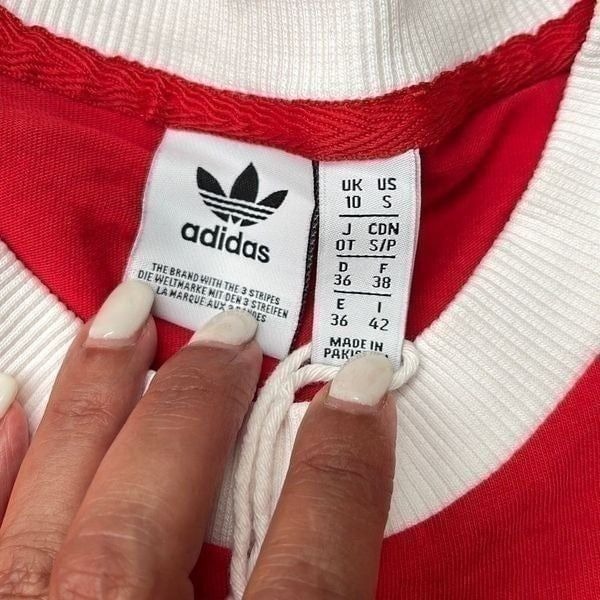 adidas
THE BRAND WITH THE 3 STRIPES
DIE WELTMARKE MIT DEN 3 STREIFEN
LA MARQUE AUX
UK US
10 S
J CDN
OT S/P
D F
36 38
E I
36 42
MADE IN